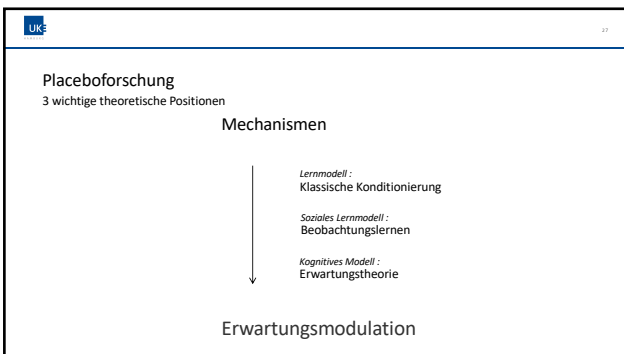 UKE
27
Placeboforschung
3 wichtige theoretische Positionen
Mechanismen
Lernmodell :
Klassische Konditionierung
Soziales Lernmodell :
Beobachtungslernen
Kognitives Modell :
Erwartungstheorie
Erwartungsmodulation